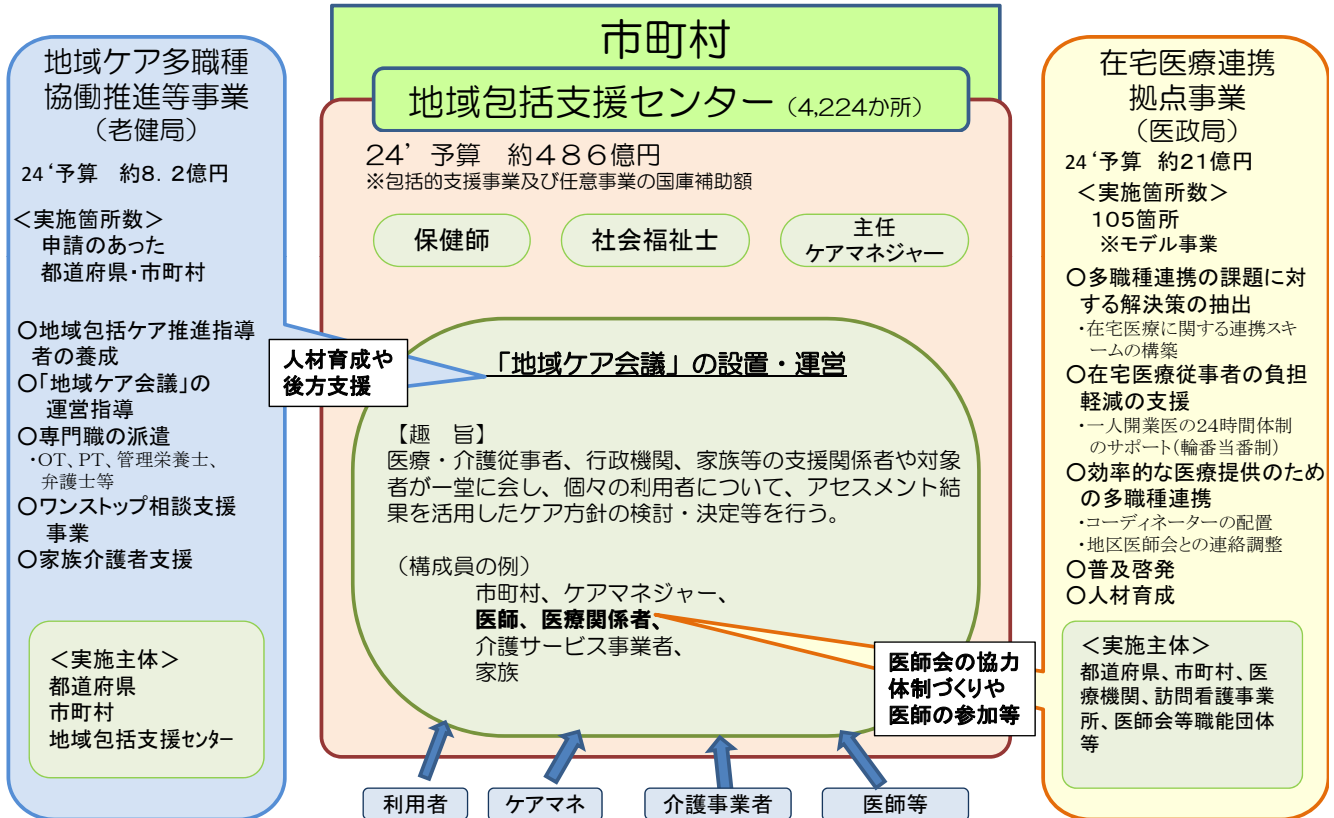 市町村
地域包括支援センター（4,224か所）
地域ケア多職種
協働推進等事業
（老健局）
24‘予算　約8．2億円
＜実施箇所数＞
申請のあった
都道府県・市町村
○地域包括ケア推進指導
者の養成
○「地域ケア会議」の
運営指導
○専門職の派遣
・OT、PT、管理栄養士、
弁護士等
○ワンストップ相談支援
事業
○家族介護者支援
＜実施主体＞
都道府県
市町村
地域包括支援ｾﾝﾀｰ
人材育成や
後方支援
24’予算　約４８６億円
※包括的支援事業及び任意事業の国庫補助額
保健師
社会福祉士
主任
ケアマネジャー
「地域ケア会議」の設置・運営
【趣　旨】
医療・介護従事者、行政機関、家族等の支援関係者や対象
者が一堂に会し、個々の利用者について、アセスメント結
果を活用したケア方針の検討・決定等を行う。
（構成員の例）
市町村、ケアマネジャー、
医師、医療関係者、
介護サービス事業者、
家族
医師会の協力
体制づくりや
医師の参加等
利用者
ケアマネ
介護事業者
医師等
在宅医療連携
拠点事業
（医政局）
24‘予算　約21億円
＜実施箇所数＞
105箇所
※モデル事業
○多職種連携の課題に対
する解決策の抽出
・在宅医療に関する連携スキ
ームの構築
○在宅医療従事者の負担
軽減の支援
・一人開業医の24時間体制
のサポート（輪番当番制）
○効率的な医療提供のため
の多職種連携
・コーディネーターの配置
・地区医師会との連絡調整
○普及啓発
○人材育成
＜実施主体＞
都道府県、市町村、医
療機関、訪問看護事業
所、医師会等職能団体
等